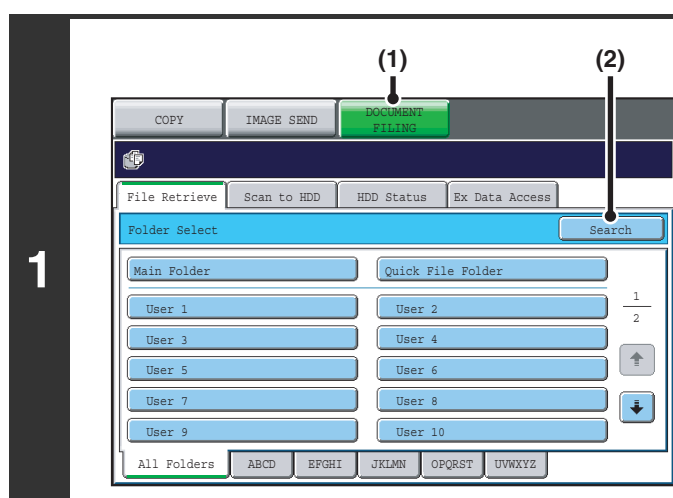 1
(1) (2)
COPY IMAGE SEND DOCUMENT
FILING
File Retrieve Scan to HDD HDD Status Ex Data Access
Folder Select Search
Main Folder Quick File Folder
User 1 User 2
User 3 User 4
User 5 User 6
User 7 User 8
User 9 User 10
1
2
All Folders ABCD EFGHI JKLMN OPQRST UVWXYZ